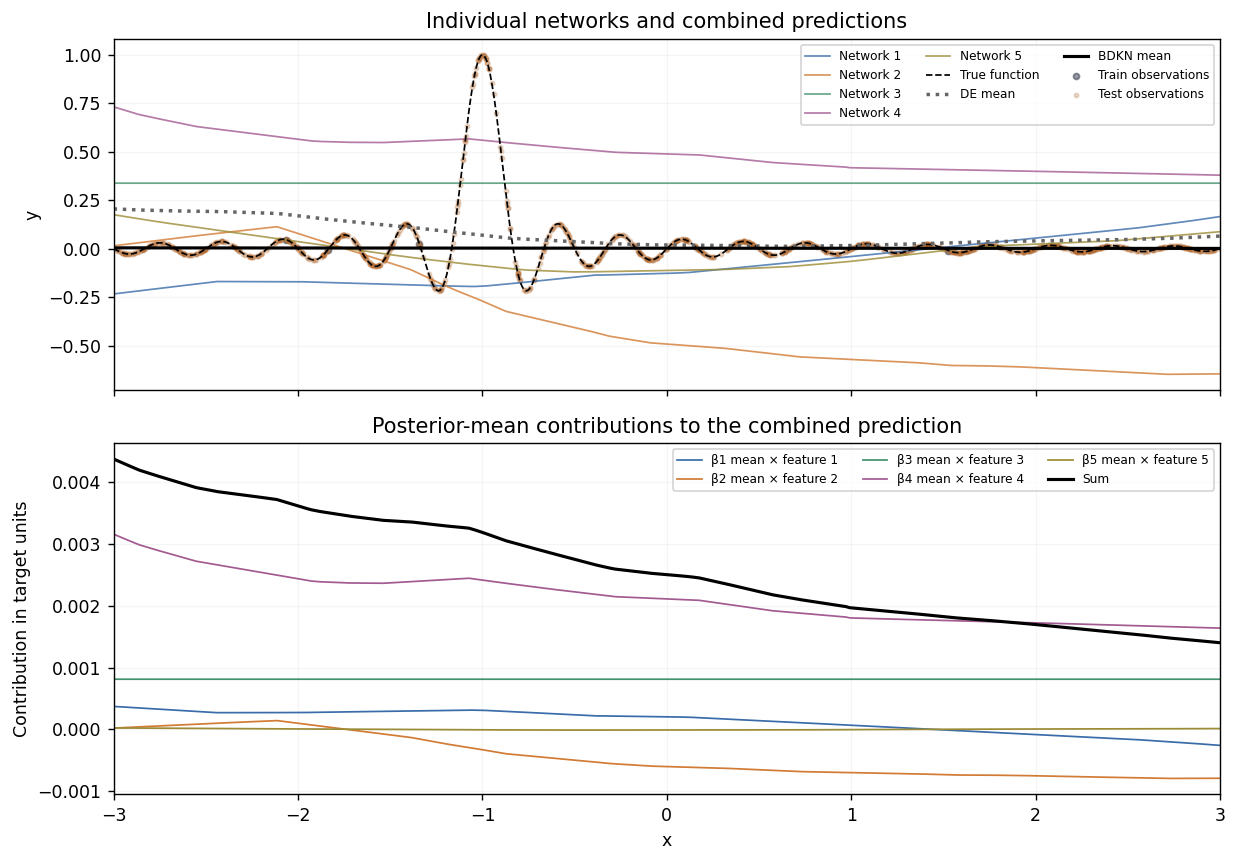 Individual networks and combined predictions
Network 1
Network 2
Network 3
Network 4
Network 5
True function
DE mean
BDKN mean
Train observations
Test observations
1.00
0.75
0.50
0.25
0.00
−0.25
−0.50
y
Posterior-mean contributions to the combined prediction
β1 mean × feature 1
β2 mean × feature 2
β3 mean × feature 3
β4 mean × feature 4
β5 mean × feature 5
Sum
0.004
0.003
0.002
0.001
0.000
−0.001
Contribution in target units
−3 −2 −1 0 1 2 3
x